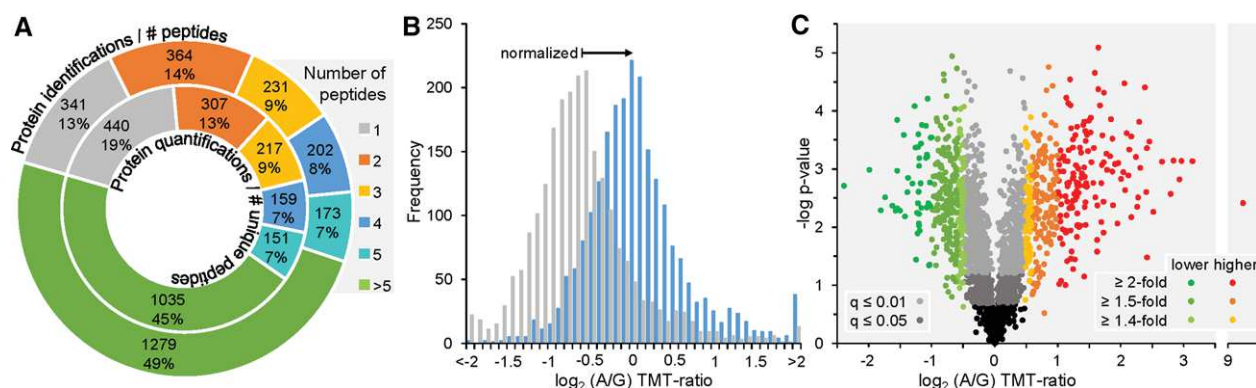 A
Protein identifications / # peptides
364
14%
231
9%
202
8%
173
7%
1279
49%
341
13%
Protein quantifications /
# unique peptides
440
19%
307
13%
217
9%
159
7%
151
7%
1035
45%
Number of
peptides
1
2
3
4
5
>5
B
250
200
150
100
50
0
Frequency
normalized
<-2 -1.5 -1 -0.5 0 0.5 1 1.5 >2
log₂ (A/G) TMT-ratio
C
5
4
3
2
1
0
-log p-value
q ≤ 0.01
q ≤ 0.05
lower higher
≥ 2-fold
≥ 1.5-fold
≥ 1.4-fold
-2 -1 0 1 2 3 9
log₂ (A/G) TMT-ratio